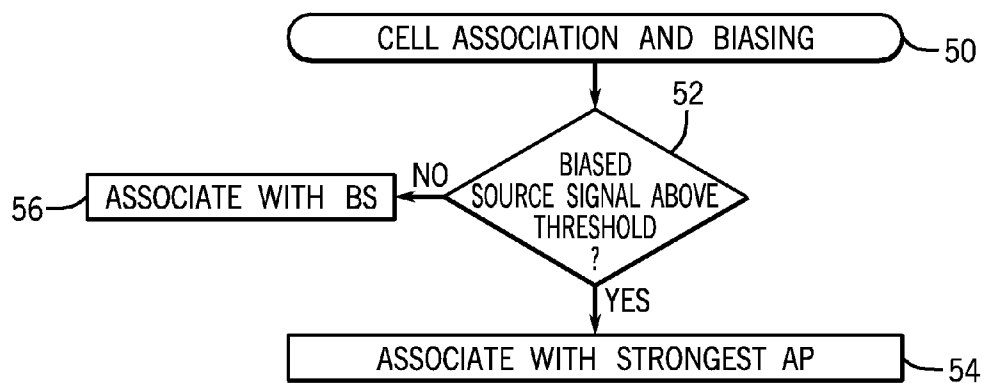 CELL ASSOCIATION AND BIASING
50
52
BIASED
SOURCE SIGNAL ABOVE
THRESHOLD
?
NO
ASSOCIATE WITH BS
56
YES
ASSOCIATE WITH STRONGEST AP
54